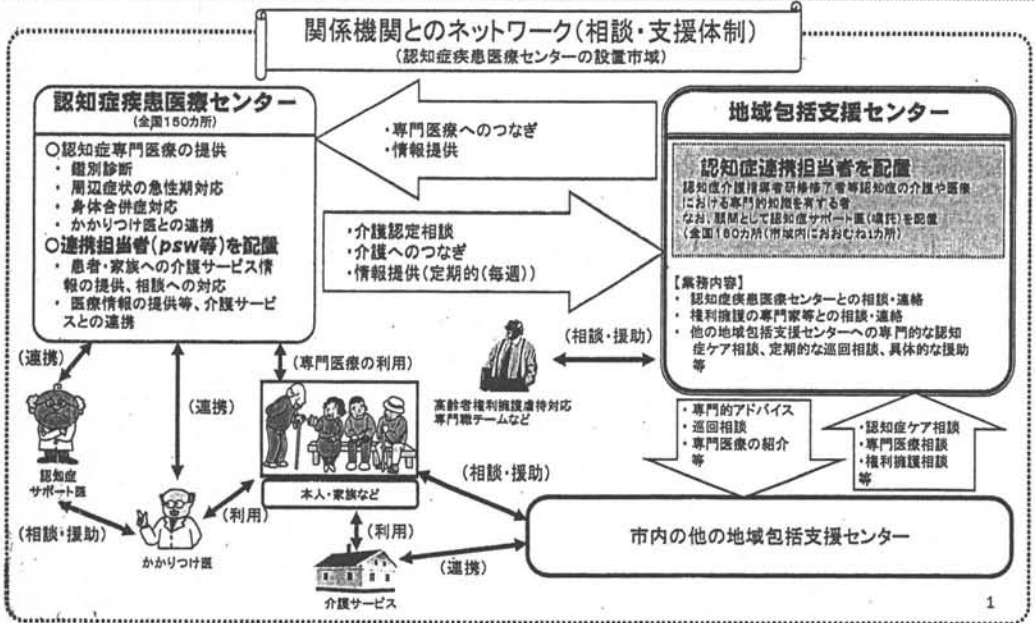 関係機関とのネットワーク(相談・支援体制)
(認知症疾患医療センターの設置市域)
認知症疾患医療センター
(全国150カ所)
○認知症専門医療の提供
・ 鑑別診断
・ 周辺症状の急性期対応
・ 身体合併症対応
・ かかりつけ医との連携
○連携担当者(psw等)を配置
・ 患者・家族への介護サービス情
報の提供、相談への対応
・ 医療情報の提供等、介護サービ
スとの連携
・専門医療へのつなぎ
・情報提供
・介護認定相談
・介護へのつなぎ
・情報提供(定期的(毎週))
地域包括支援センター
認知症連携担当者を配置
認知症介護指導者研修修了者等認知症の介護や医療
における専門的知識を有する者
なお、顧問として認知症サポート医(嘱託)を配置
(全国150カ所(市域内におおむね1カ所)
【業務内容】
・ 認知症疾患医療センターとの相談・連絡
・ 権利擁護の専門家等との相談・連絡
・ 他の地域包括支援センターへの専門的な認知
症ケア相談、定期的な巡回相談、具体的な援助
等
(連携)
(連携)
(専門医療の利用)
(相談・援助)
高齢者権利擁護虐待対応
専門職チームなど
・専門的アドバイス
・巡回相談
・専門医療の紹介
等
・認知症ケア相談
・専門医療相談
・権利擁護相談
等
認知症
サポート医
(相談・援助)
かかりつけ医
(利用)
本人・家族など
(相談・援助)
(利用)
介護サービス
(連携)
市内の他の地域包括支援センター
1